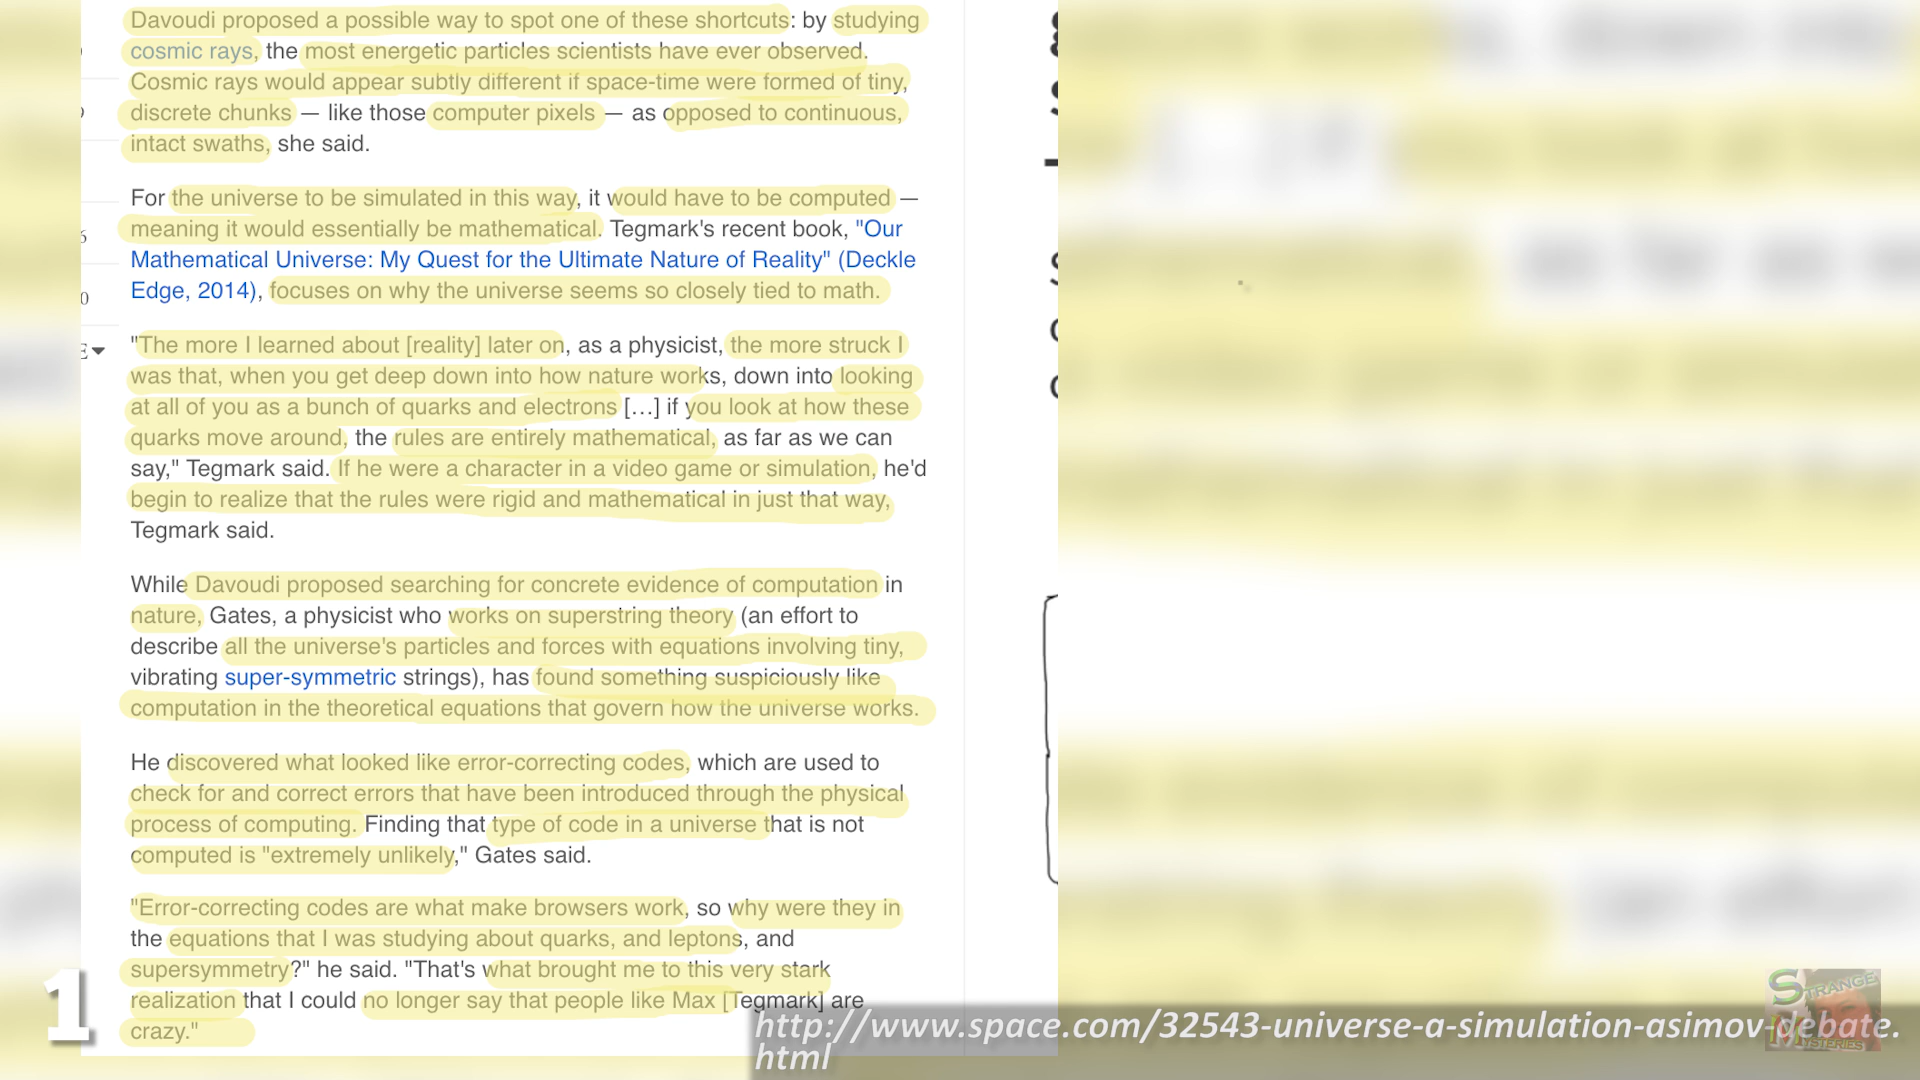 Davoudi proposed a possible way to spot one of these shortcuts: by studying
cosmic rays, the most energetic particles scientists have ever observed.
Cosmic rays would appear subtly different if space-time were formed of tiny,
discrete chunks — like those computer pixels — as opposed to continuous,
intact swaths, she said.
For the universe to be simulated in this way, it would have to be computed —
meaning it would essentially be mathematical. Tegmark's recent book, "Our
Mathematical Universe: My Quest for the Ultimate Nature of Reality" (Deckle
Edge, 2014), focuses on why the universe seems so closely tied to math.
"The more I learned about [reality] later on, as a physicist, the more struck I
was that, when you get deep down into how nature works, down into looking
at all of you as a bunch of quarks and electrons […] if you look at how these
quarks move around, the rules are entirely mathematical, as far as we can
say," Tegmark said. If he were a character in a video game or simulation, he'd
begin to realize that the rules were rigid and mathematical in just that way,
Tegmark said.
While Davoudi proposed searching for concrete evidence of computation in
nature, Gates, a physicist who works on superstring theory (an effort to
describe all the universe's particles and forces with equations involving tiny,
vibrating super-symmetric strings), has found something suspiciously like
computation in the theoretical equations that govern how the universe works.
He discovered what looked like error-correcting codes, which are used to
check for and correct errors that have been introduced through the physical
process of computing. Finding that type of code in a universe that is not
computed is "extremely unlikely," Gates said.
"Error-correcting codes are what make browsers work, so why were they in
the equations that I was studying about quarks, and leptons, and
supersymmetry?" he said. "That's what brought me to this very stark
realization that I could no longer say that people like Max [Tegmark] are
crazy."
1
http://www.space.com/32543-universe-a-simulation-asimov-debate.
html
STRANGE
MYSTERIES